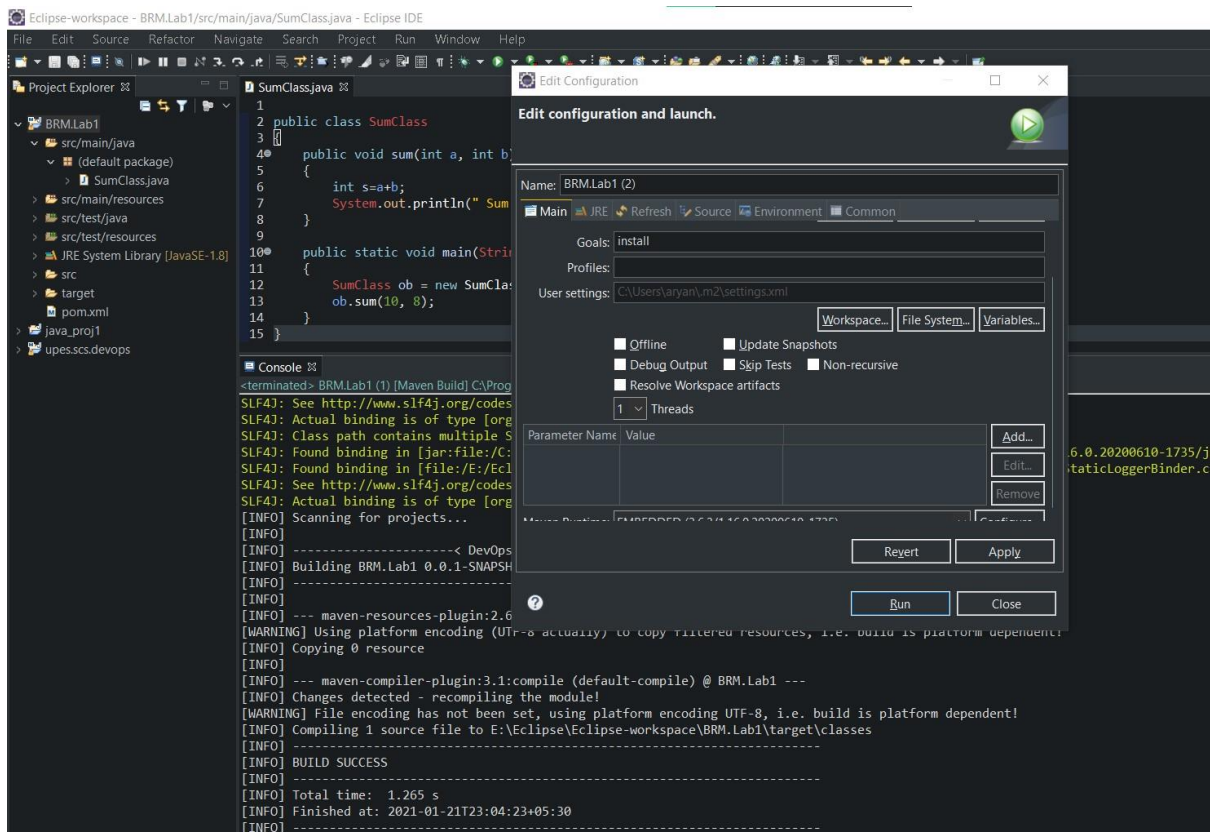 Eclipse-workspace - BRM.Lab1/src/main/java/SumClass.java - Eclipse IDE
File Edit Source Refactor Navigate Search Project Run Window Help
Project Explorer
BRM.Lab1
src/main/java
(default package)
SumClass.java
src/main/resources
src/test/java
src/test/resources
JRE System Library [JavaSE-1.8]
src
target
pom.xml
java_proj1
upes.scs.devops
SumClass.java
1
2 public class SumClass
3 {
4 public void sum(int a, int b)
5 {
6 int s=a+b;
7 System.out.println(" Sum
8 }
9
10 public static void main(Stri
11 {
12 SumClass ob = new SumClas
13 ob.sum(10, 8);
14 }
15 }
Edit Configuration
Edit configuration and launch.
Name: BRM.Lab1 (2)
Main JRE Refresh Source Environment Common
Goals: install
Profiles:
User settings: C:\Users\aryan\.m2\settings.xml
Workspace... File System... Variables...
Offline Update Snapshots
Debug Output Skip Tests Non-recursive
Resolve Workspace artifacts
1 Threads
Parameter Name Value
Add...
Edit...
Remove
Maven Runtime: EMBEDDED (3.6.3/1.16.0.20200610-1735) Configure...
Revert Apply
Run Close
Console
<terminated> BRM.Lab1 (1) [Maven Build] C:\Prog
SLF4J: See http://www.slf4j.org/codes
SLF4J: Actual binding is of type [org
SLF4J: Class path contains multiple S
SLF4J: Found binding in [jar:file:/C: 6.0.20200610-1735/j
SLF4J: Found binding in [file:/E:/Ecl StaticLoggerBinder.c
SLF4J: See http://www.slf4j.org/codes
SLF4J: Actual binding is of type [org
[INFO] Scanning for projects...
[INFO]
[INFO] ----------------------< DevOps
[INFO] Building BRM.Lab1 0.0.1-SNAPSH
[INFO] --------------------------------
[INFO]
[INFO] --- maven-resources-plugin:2.6
[WARNING] Using platform encoding (UTF-8 actually) to copy filtered resources, i.e. build is platform dependent!
[INFO] Copying 0 resource
[INFO]
[INFO] --- maven-compiler-plugin:3.1:compile (default-compile) @ BRM.Lab1 ---
[INFO] Changes detected - recompiling the module!
[WARNING] File encoding has not been set, using platform encoding UTF-8, i.e. build is platform dependent!
[INFO] Compiling 1 source file to E:\Eclipse\Eclipse-workspace\BRM.Lab1\target\classes
[INFO] ------------------------------------------------------------------------
[INFO] BUILD SUCCESS
[INFO] ------------------------------------------------------------------------
[INFO] Total time: 1.265 s
[INFO] Finished at: 2021-01-21T23:04:23+05:30
[INFO] ------------------------------------------------------------------------